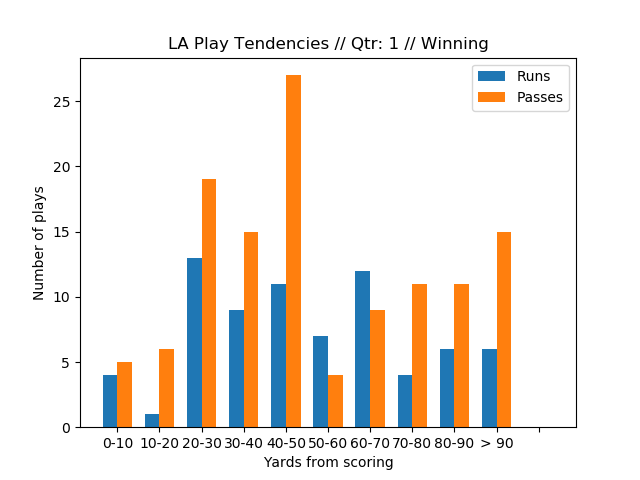 LA Play Tendencies // Qtr: 1 // Winning
Runs
Passes
Number of plays
25
20
15
10
5
0
0-10 10-20 20-30 30-40 40-50 50-60 60-70 70-80 80-90 > 90
Yards from scoring